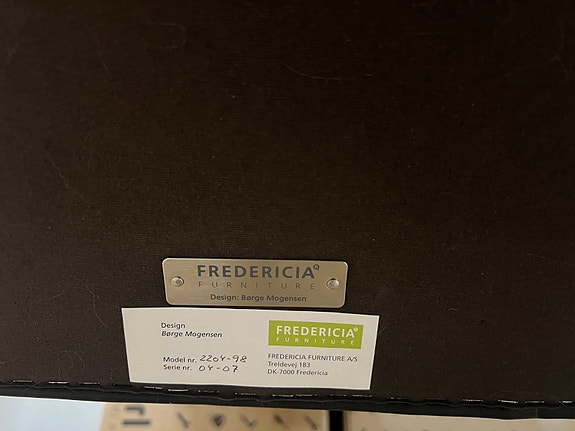 FREDERICIA
FURNITURE
Design: Børge Mogensen
Design
Børge Mogensen
Model nr. 2204-98
Serie nr. 04-07
FREDERICIA
FURNITURE
FREDERICIA FURNITURE A/S
Treldevej 183
DK-7000 Fredericia